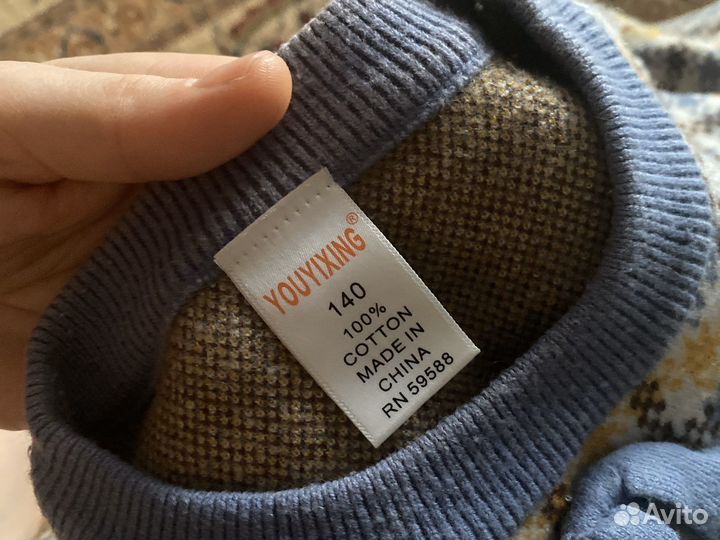 YOUYIXING®
140
100%
COTTON
MADE IN
CHINA
RN 59588
Avito